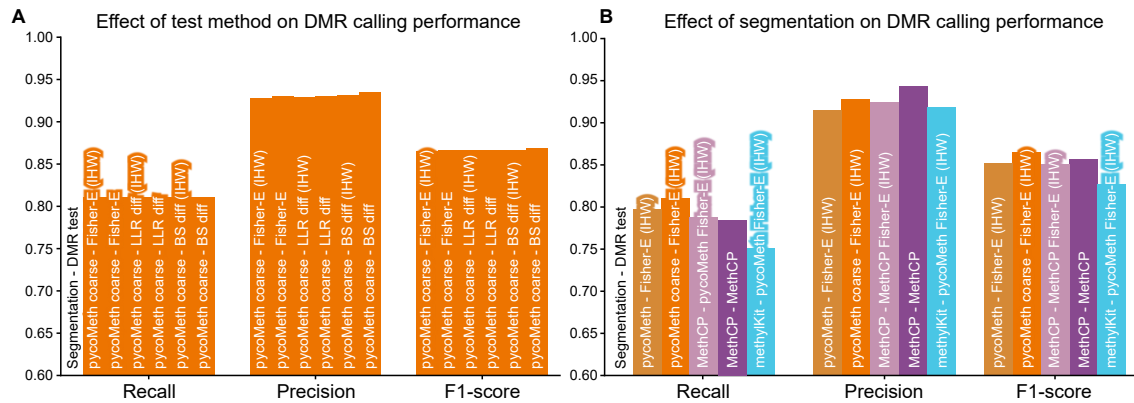 A
Effect of test method on DMR calling performance
1.00
0.95
0.90
0.85
0.80
0.75
0.70
0.65
0.60
Segmentation - DMR test
pycoMeth coarse - Fisher-E (IHW)
pycoMeth coarse - Fisher-E
pycoMeth coarse - LLR diff (IHW)
pycoMeth coarse - LLR diff
pycoMeth coarse - BS diff (IHW)
pycoMeth coarse - BS diff
pycoMeth coarse - Fisher-E (IHW)
pycoMeth coarse - Fisher-E
pycoMeth coarse - LLR diff (IHW)
pycoMeth coarse - LLR diff
pycoMeth coarse - BS diff (IHW)
pycoMeth coarse - BS diff
pycoMeth coarse - Fisher-E (IHW)
pycoMeth coarse - Fisher-E
pycoMeth coarse - LLR diff (IHW)
pycoMeth coarse - LLR diff
pycoMeth coarse - BS diff (IHW)
pycoMeth coarse - BS diff
Recall
Precision
F1-score
B
Effect of segmentation on DMR calling performance
1.00
0.95
0.90
0.85
0.80
0.75
0.70
0.65
0.60
Segmentation - DMR test
pycoMeth - Fisher-E (IHW)
pycoMeth coarse - Fisher-E (IHW)
MethCP - pycoMeth Fisher-E (IHW)
MethCP - MethCP
methylKit - pycoMeth Fisher-E (IHW)
pycoMeth - Fisher-E (IHW)
pycoMeth coarse - Fisher-E (IHW)
MethCP - pycoMeth Fisher-E (IHW)
MethCP - MethCP
methylKit - pycoMeth Fisher-E (IHW)
pycoMeth - Fisher-E (IHW)
pycoMeth coarse - Fisher-E (IHW)
MethCP - pycoMeth Fisher-E (IHW)
MethCP - MethCP
methylKit - pycoMeth Fisher-E (IHW)
Recall
Precision
F1-score